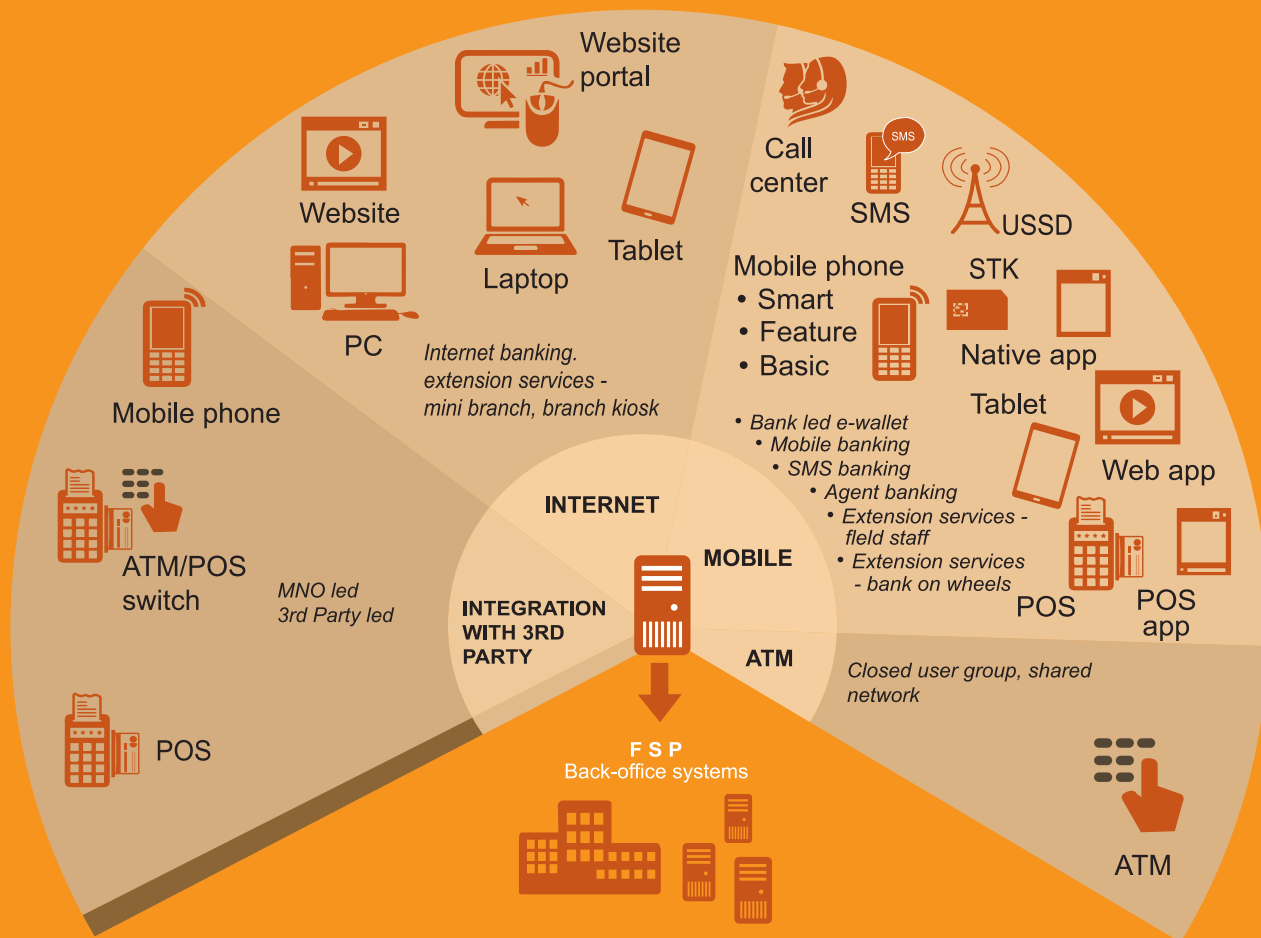 Website
portal
Website
Laptop
Tablet
PC
Internet banking.
extension services -
mini branch, branch kiosk
Call
center
SMS
SMS
USSD
STK
Mobile phone
• Smart
• Feature
• Basic
Native app
Tablet
Web app
• Bank led e-wallet
• Mobile banking
• SMS banking
• Agent banking
• Extension services -
fleld staff
• Extension services
- bank on wheels
POS
POS
app
Mobile phone
ATM/POS
switch
MNO led
3rd Party led
POS
INTERNET
MOBILE
INTEGRATION
WITH 3RD
PARTY
ATM
Closed user group, shared
network
ATM
F S P
Back-office systems